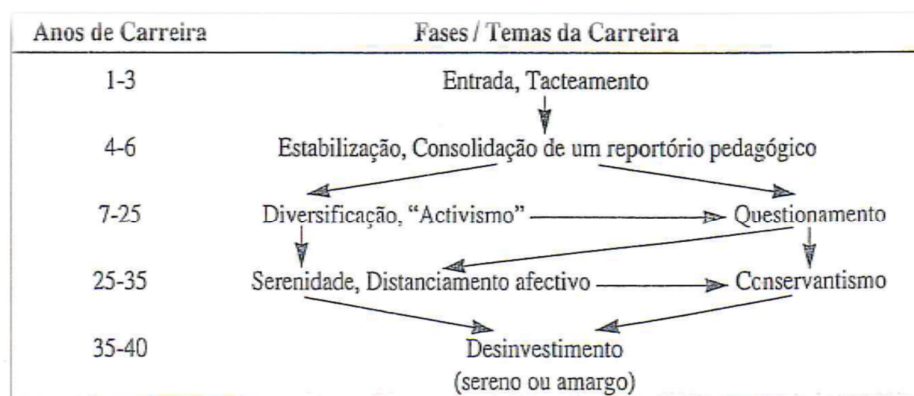 Anos de Carreira Fases / Temas da Carreira
1-3 Entrada, Tacteamento
4-6 Estabilização, Consolidação de um reportório pedagógico
7-25 Diversificação, “Activismo” Questionamento
25-35 Serenidade, Distanciamento afectivo Conservantismo
35-40 Desinvestimento
(sereno ou amargo)